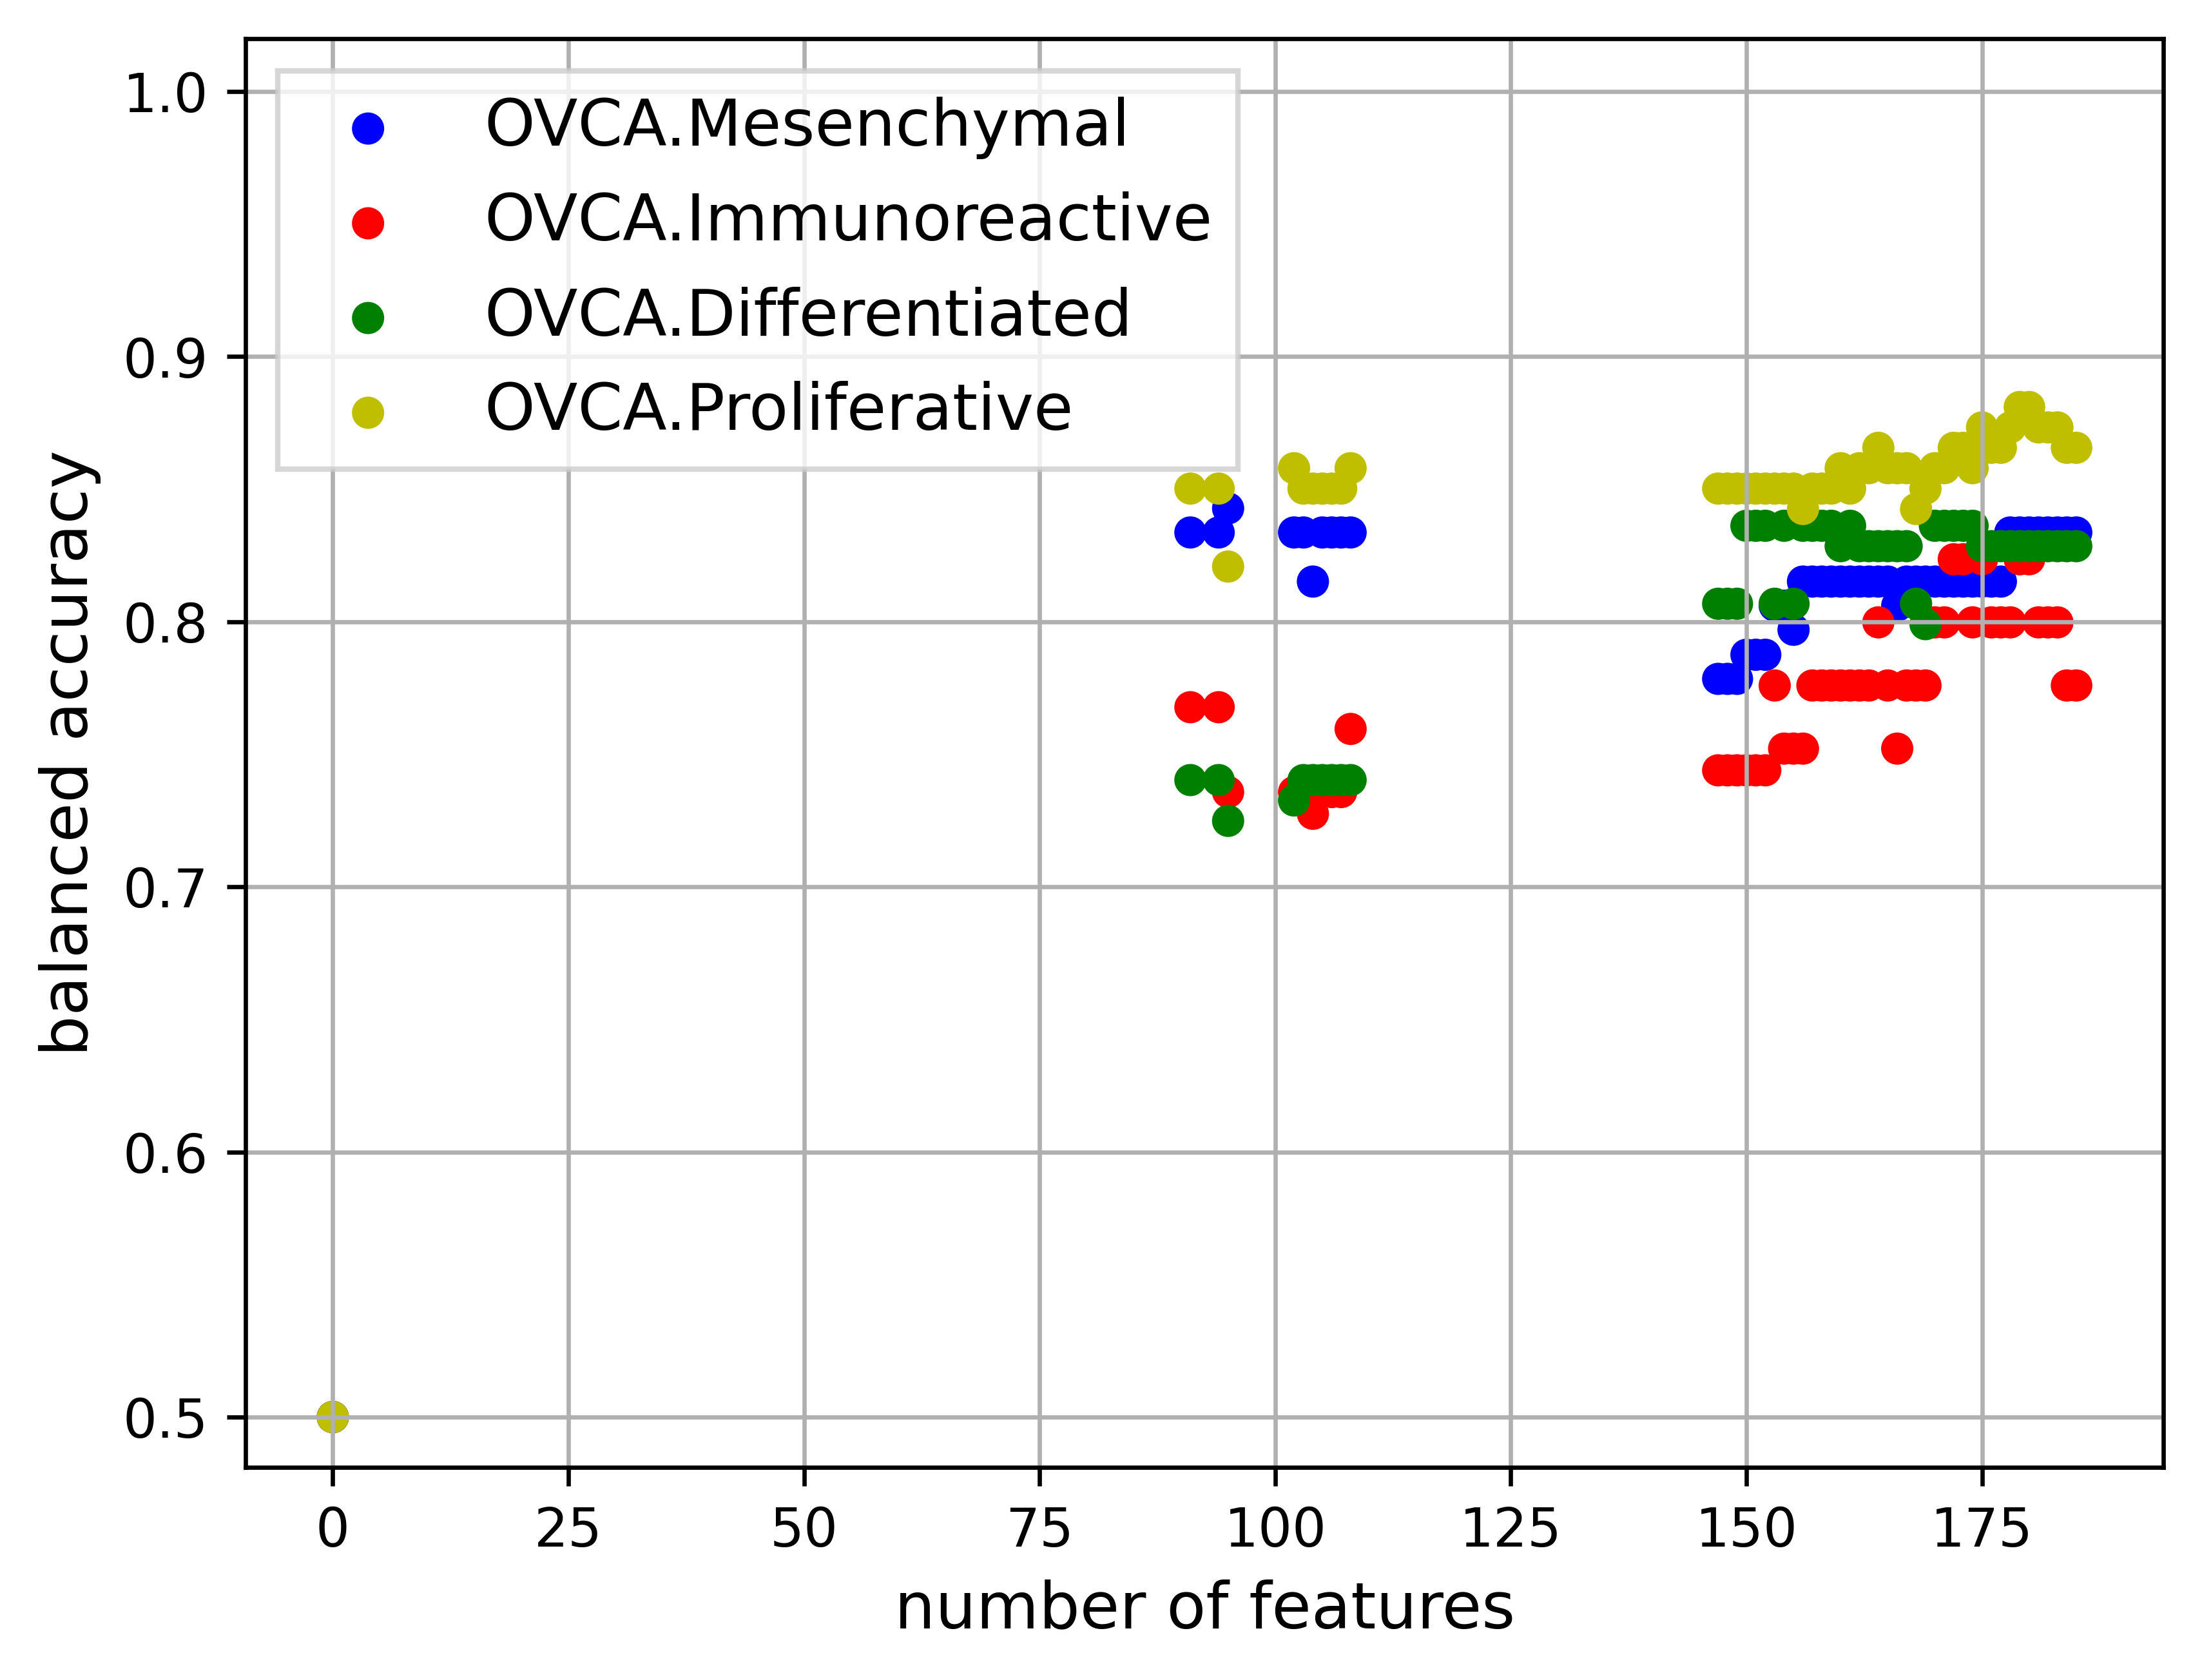 OVCA.Mesenchymal
OVCA.Immunoreactive
OVCA.Differentiated
OVCA.Proliferative
balanced accuracy
1.0
0.9
0.8
0.7
0.6
0.5
0 25 50 75 100 125 150 175
number of features